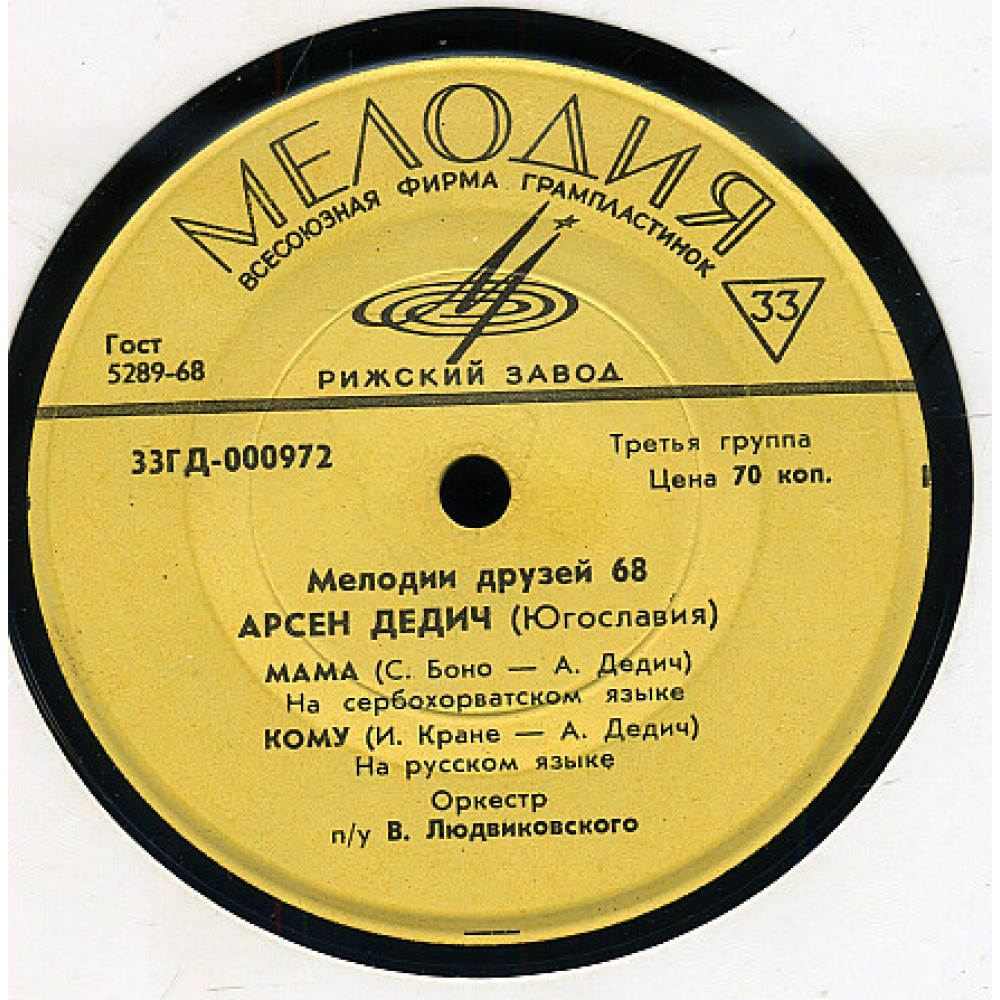 МЕЛОДИЯ
ВСЕСОЮЗНАЯ ФИРМА ГРАМПЛАСТИНОК
33
Гост
5289-68
РИЖСКИЙ ЗАВОД
33ГД-000972
Третья группа
Цена 70 коп.
Мелодии друзей 68
АРСЕН ДЕДИЧ (Югославия)
МАМА (С. Боно — А. Дедич)
На сербохорватском языке
КОМУ (И. Кране — А. Дедич)
На русском языке
Оркестр
п/у В. Людвиковского